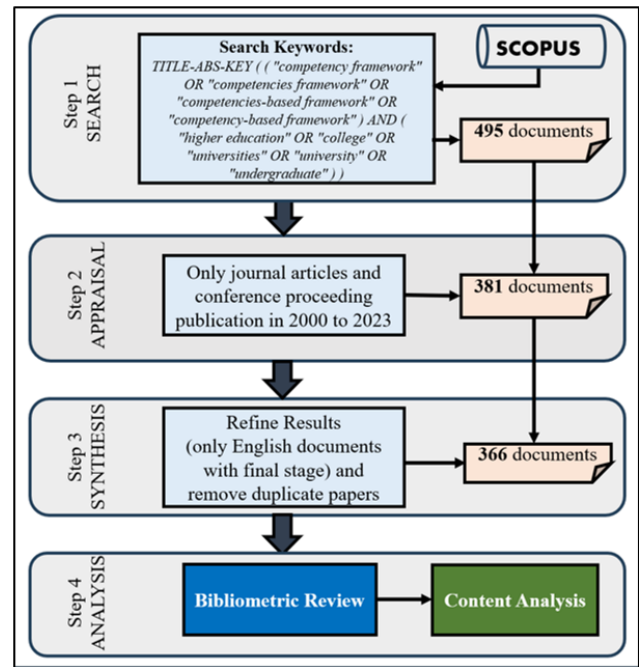 Step 1
SEARCH
Search Keywords:
TITLE-ABS-KEY ( ( "competency framework"
OR "competencies framework" OR
"competencies-based framework" OR
"competency-based framework" ) AND (
"higher education" OR "college" OR
"universities" OR "university" OR
"undergraduate" ) )
SCOPUS
495 documents
Step 2
APPRAISAL
Only journal articles and
conference proceeding
publication in 2000 to 2023
381 documents
Step 3
SYNTHESIS
Refine Results
(only English documents
with final stage) and
remove duplicate papers
366 documents
Step 4
ANALYSIS
Bibliometric Review
Content Analysis